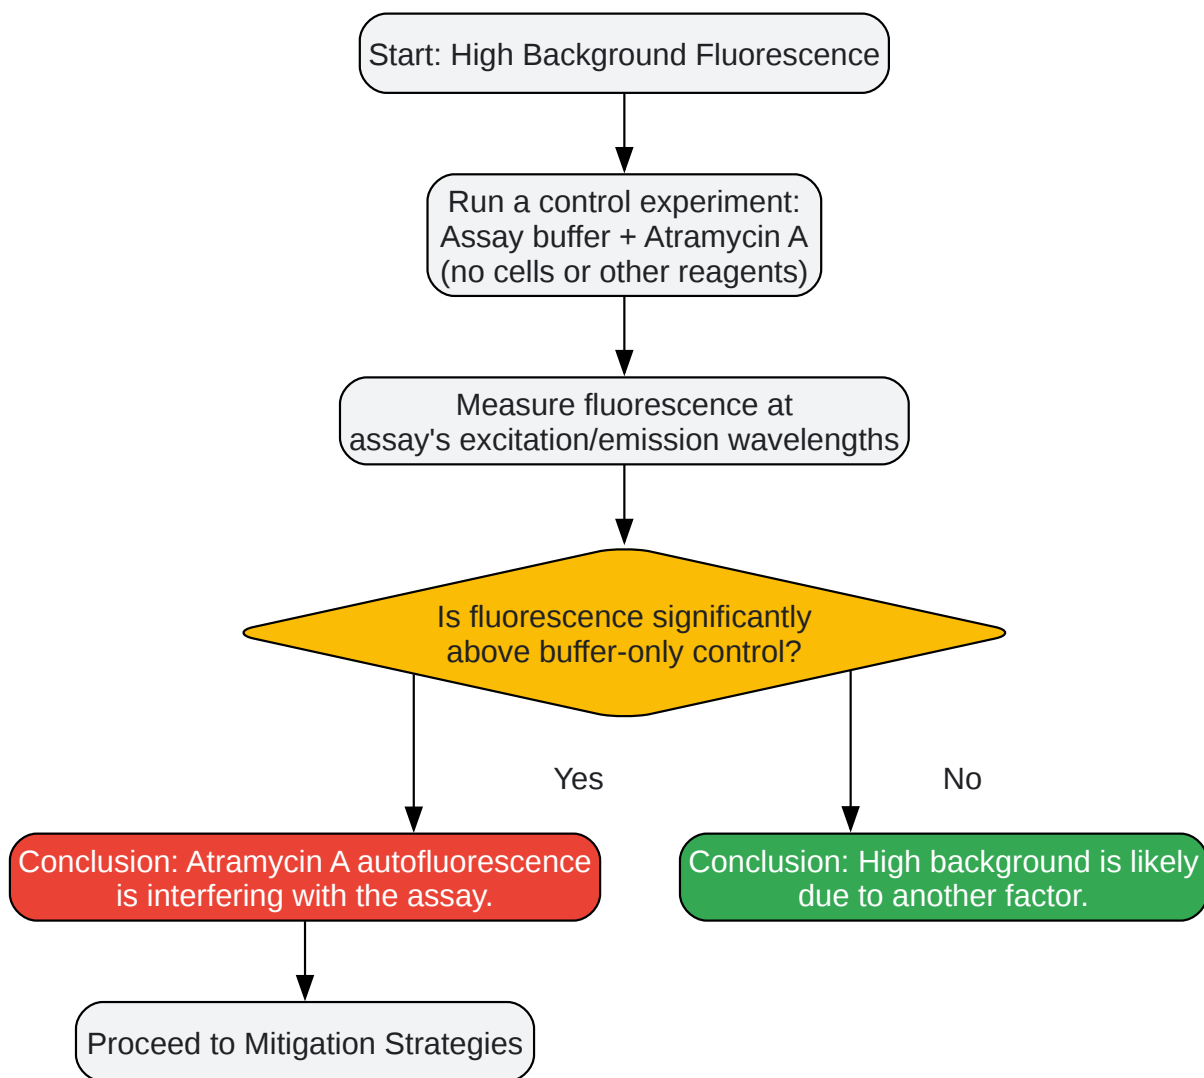 Start: High Background Fluorescence
Run a control experiment:
Assay buffer + Atramycin A
(no cells or other reagents)
Measure fluorescence at
assay's excitation/emission wavelengths
Is fluorescence significantly
above buffer-only control?
Yes
No
Conclusion: Atramycin A autofluorescence
is interfering with the assay.
Conclusion: High background is likely
due to another factor.
Proceed to Mitigation Strategies